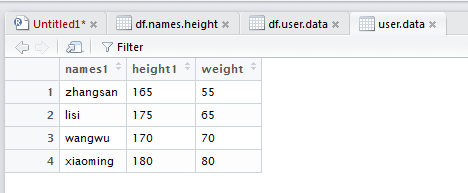 Untitled1* df.names.height df.user.data user.data
Filter
names1 height1 weight
1 zhangsan 165 55
2 lisi 175 65
3 wangwu 170 70
4 xiaoming 180 80